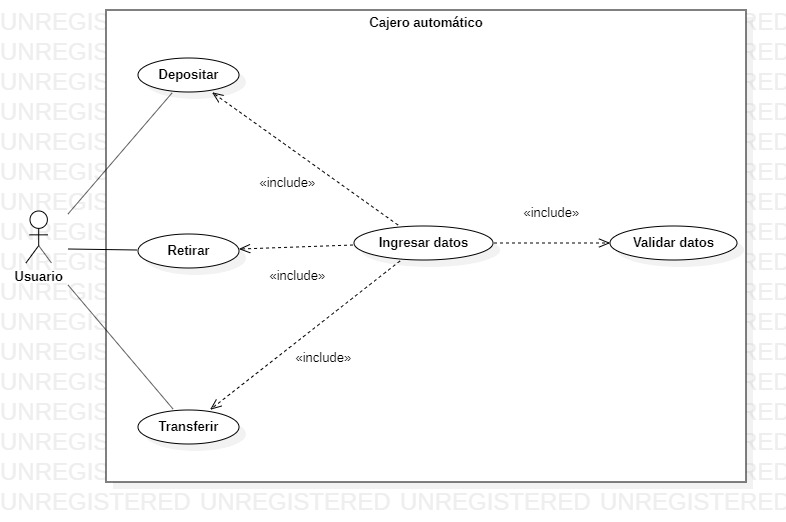 Cajero automático
Depositar
«include»
«include»
Ingresar datos
Validar datos
Retirar
«include»
Usuario
«include»
Transferir
UNREGISTERED UNREGISTERED UNREGISTERED UNREGISTERED